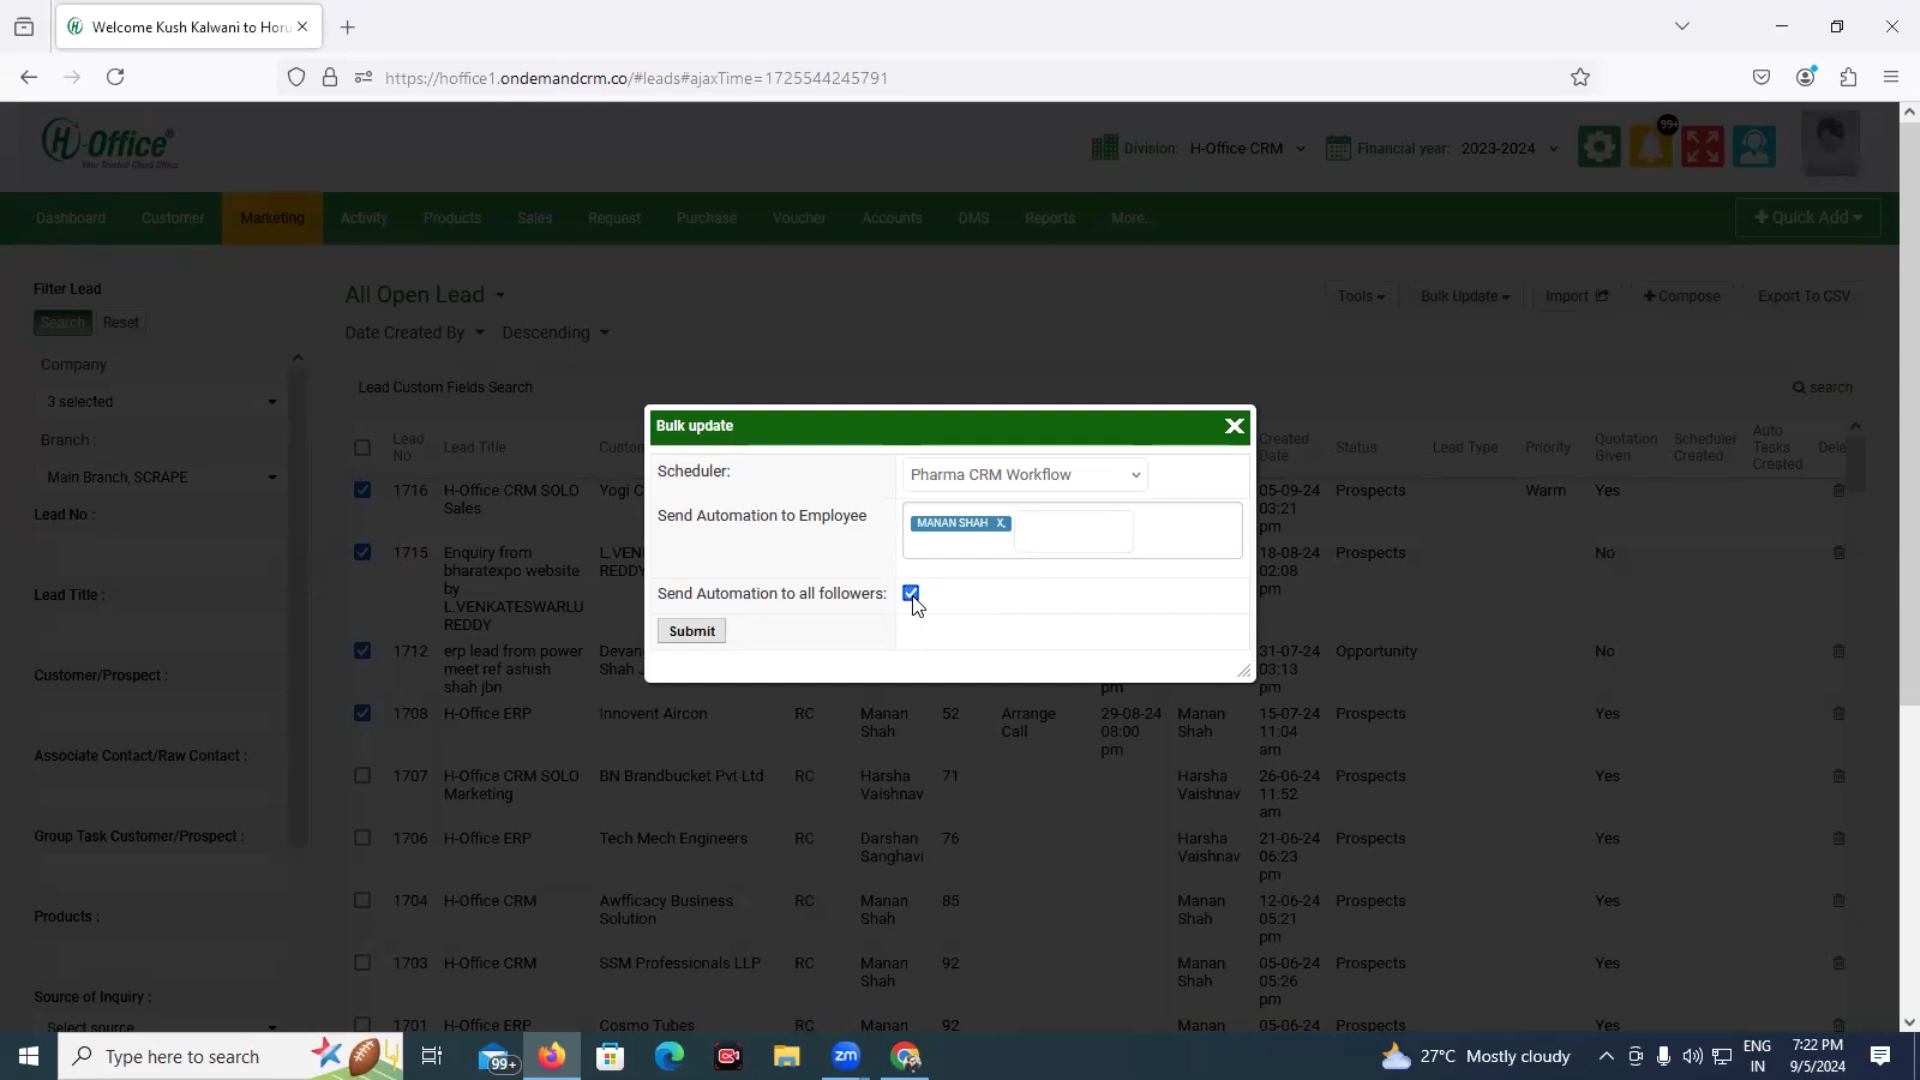 Welcome Kush Kalwani to Horu
https://hoffice1.ondemandcrm.co/#leads#ajaxTime=1725544245791
H-Office®
Your Trusted Cloud Office
Division: H-Office CRM
Financial year: 2023-2024
99+
Dashboard Customer Marketing Activity Products Sales Request Purchase Voucher Accounts DMS Reports More... + Quick Add
Filter Lead
Search Reset
Company
3 selected
Branch :
Main Branch, SCRAPE
Lead No :
Lead Title :
Customer/Prospect :
Associate Contact/Raw Contact :
Group Task Customer/Prospect :
Products :
Source of Inquiry :
Select source
All Open Lead
Tools Bulk Update Import + Compose Export To CSV
Date Created By Descending
Lead Custom Fields Search
search
Lead No Lead Title Custon Created Date Status Lead Type Priority Quotation Given Scheduler Created Auto Tasks Created Dele
1716 H-Office CRM SOLO Sales Yogi C 05-09-24 03:21 pm Prospects Warm Yes
1715 Enquiry from bharatexpo website by L.VENKATESWARLU REDDY L.VEN REDDY 18-08-24 02:08 pm Prospects No
1712 erp lead from power meet ref ashish shah jbn Devan Shah pm 31-07-24 03:13 pm Opportunity No
1708 H-Office ERP Innovent Aircon RC Manan Shah 52 Arrange Call 29-08-24 08:00 pm Manan Shah 15-07-24 11:04 am Prospects Yes
1707 H-Office CRM SOLO Marketing BN Brandbucket Pvt Ltd RC Harsha Vaishnav 71 Harsha Vaishnav 26-06-24 11:52 am Prospects Yes
1706 H-Office ERP Tech Mech Engineers RC Darshan Sanghavi 76 Harsha Vaishnav 21-06-24 06:23 pm Prospects Yes
1704 H-Office CRM Awfficacy Business Solution RC Manan Shah 85 Manan Shah 12-06-24 05:21 pm Prospects Yes
1703 H-Office CRM SSM Professionals LLP RC Manan Shah 92 Manan Shah 05-06-24 05:26 pm Prospects Yes
1701 H-Office ERP Cosmo Tubes RC Manan 92 Manan 05-06-24 Prospects Yes
Bulk update X
Scheduler: Pharma CRM Workflow
Send Automation to Employee MANAN SHAH X
Send Automation to all followers:
Submit
Type here to search
99+
zm
27°C Mostly cloudy
ENG
IN
7:22 PM
9/5/2024